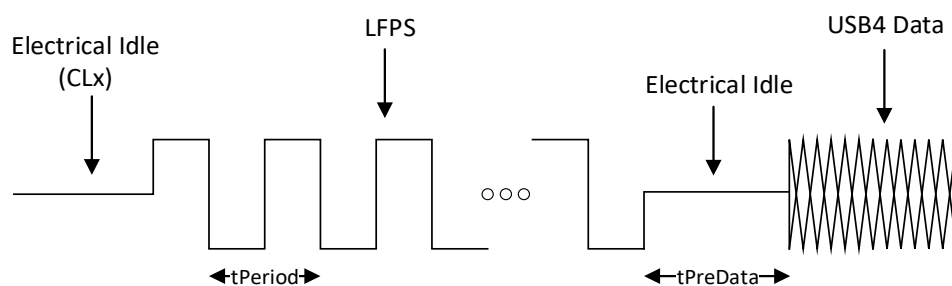 LFPS
USB4 Data
Electrical Idle
(CLx)
Electrical Idle
tPeriod
tPreData